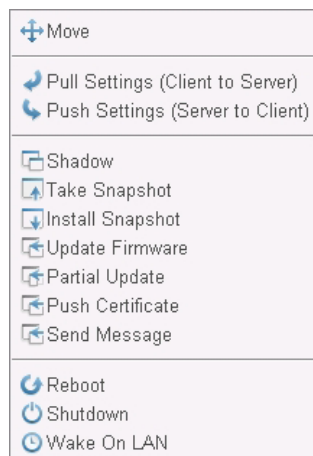 Move
Pull Settings (Client to Server)
Push Settings (Server to Client)
Shadow
Take Snapshot
Install Snapshot
Update Firmware
Partial Update
Push Certificate
Send Message
Reboot
Shutdown
Wake On LAN